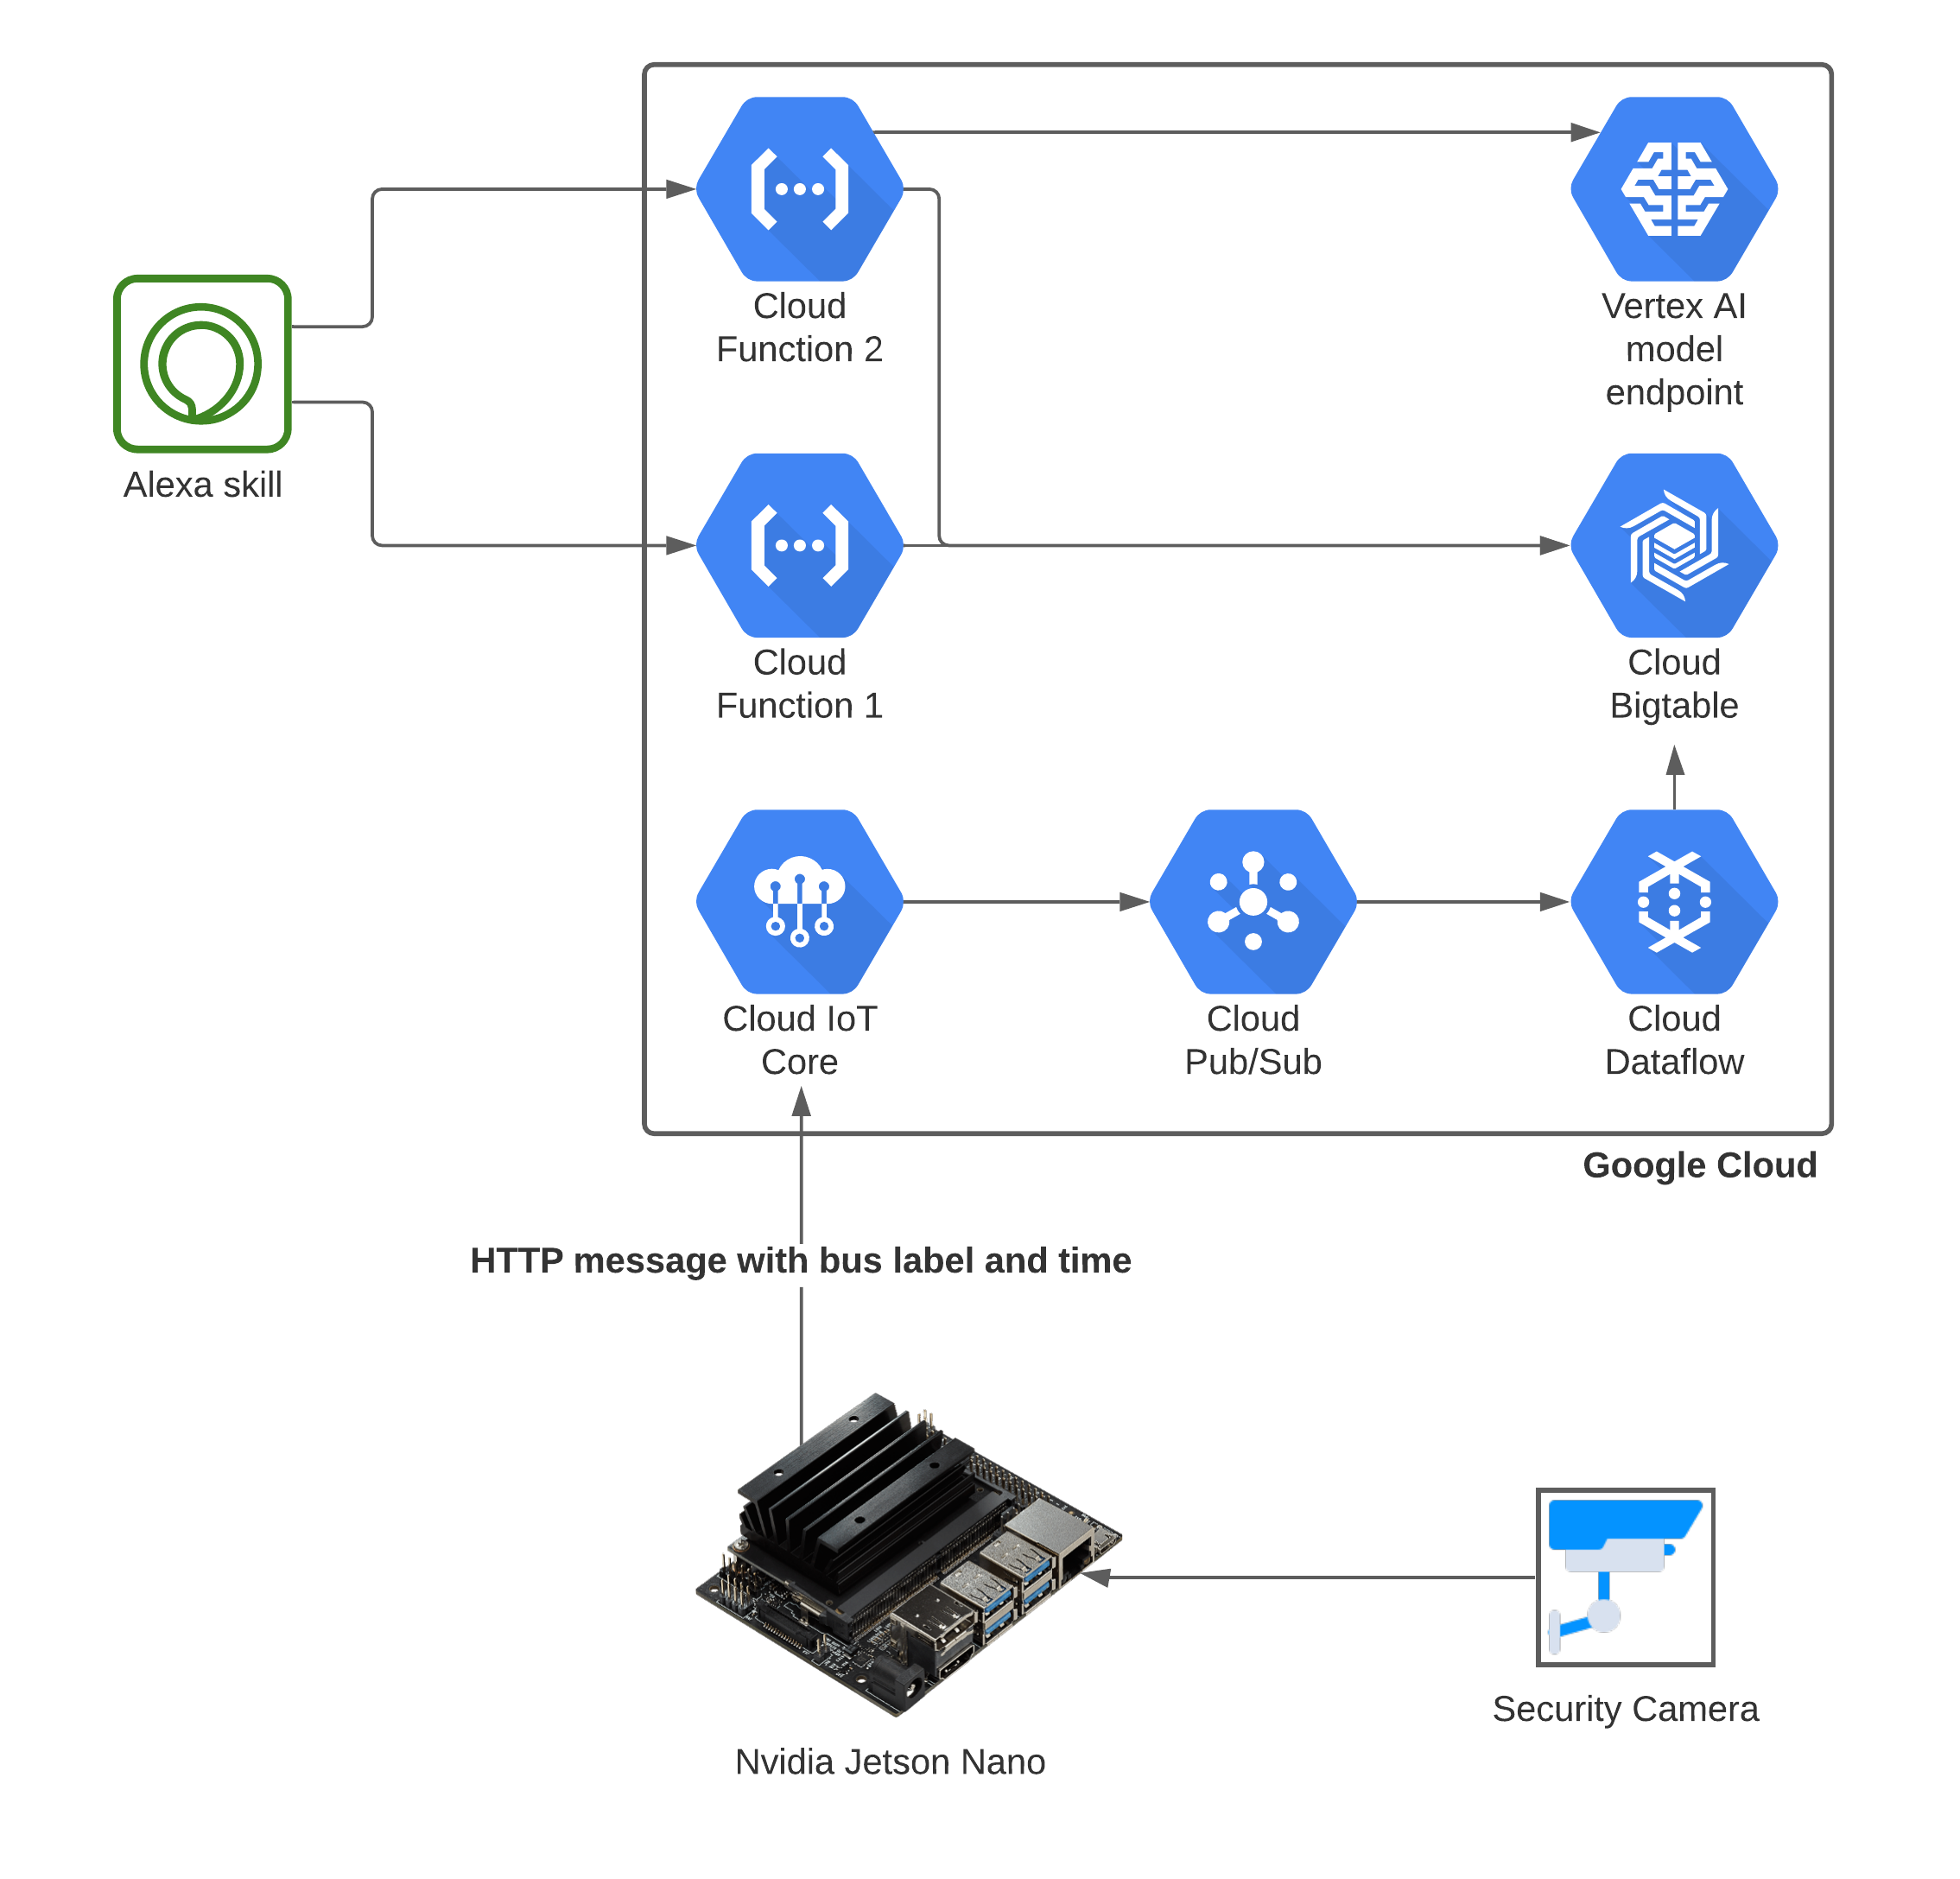 Cloud
Function 2
Vertex AI
model
endpoint
Alexa skill
Cloud
Function 1
Cloud
Bigtable
Cloud IoT
Core
Cloud
Pub/Sub
Cloud
Dataflow
Google Cloud
HTTP message with bus label and time
Security Camera
Nvidia Jetson Nano